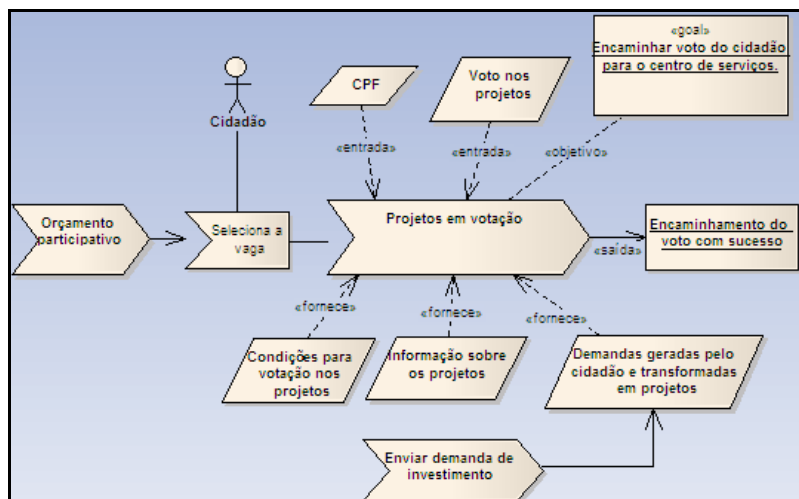 «goal»
Encaminhar voto do cidadão
para o centro de serviços.
CPF
Voto nos
projetos
Cidadão
«entrada»
«entrada»
«objetivo»
Orçamento
participativo
Seleciona a
vaga
Projetos em votação
Encaminhamento do
voto com sucesso
«saída»
«fornece»
«fornece»
«fornece»
Condições para
votação nos
projetos
Informação sobre
os projetos
Demandas geradas pelo
cidadão e transformadas
em projetos
Enviar demanda de
investimento